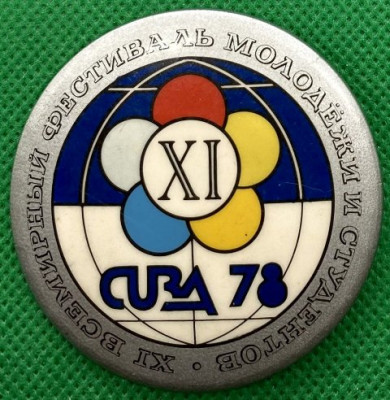 XI ВСЕМИРНЫЙ ФЕСТИВАЛЬ МОЛОДЁЖИ И СТУДЕНТОВ •
XI
CUBA 78